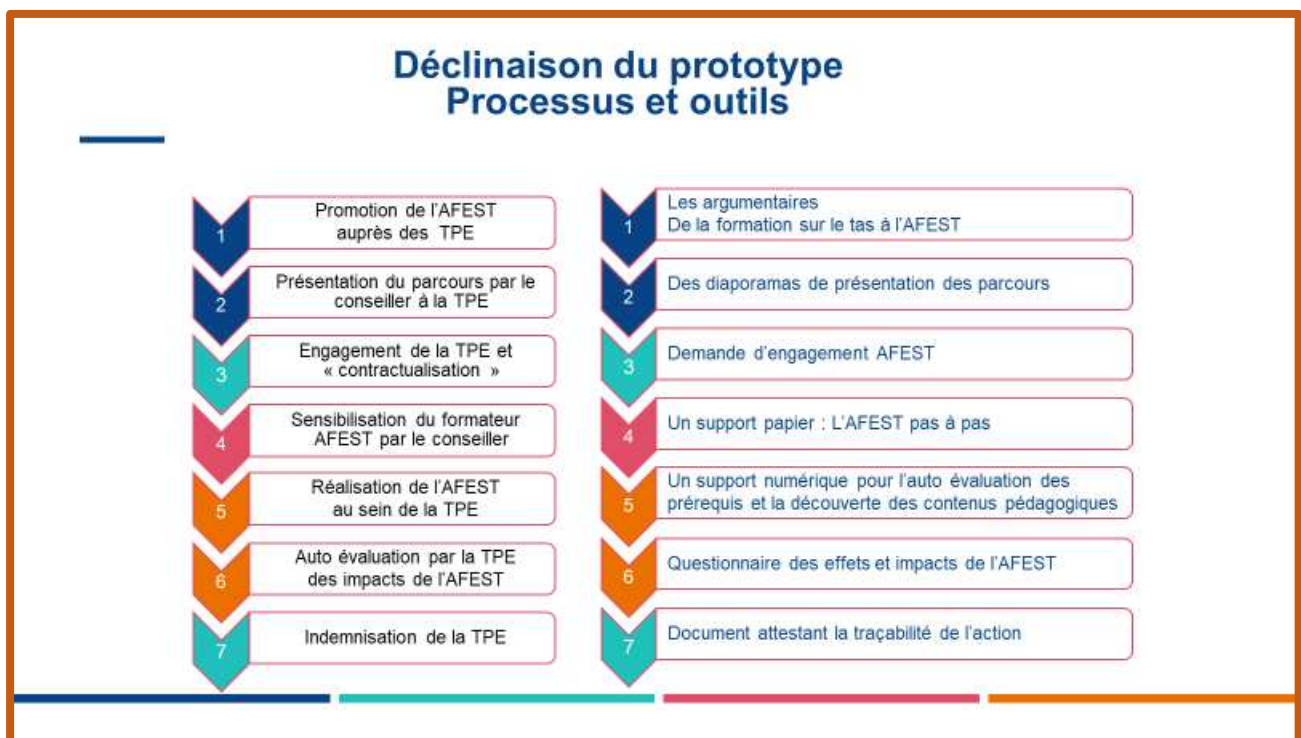 Déclinaison du prototype
Processus et outils
1
Promotion de l'AFEST
auprès des TPE
2
Présentation du parcours par le
conseiller à la TPE
3
Engagement de la TPE et
« contractualisation »
4
Sensibilisation du formateur
AFEST par le conseiller
5
Réalisation de l'AFEST
au sein de la TPE
6
Auto évaluation par la TPE
des impacts de l'AFEST
7
Indemnisation de la TPE
1
Les argumentaires
De la formation sur le tas à l'AFEST
2
Des diaporamas de présentation des parcours
3
Demande d'engagement AFEST
4
Un support papier : L'AFEST pas à pas
5
Un support numérique pour l'auto évaluation des
prérequis et la découverte des contenus pédagogiques
6
Questionnaire des effets et impacts de l'AFEST
7
Document attestant la traçabilité de l'action